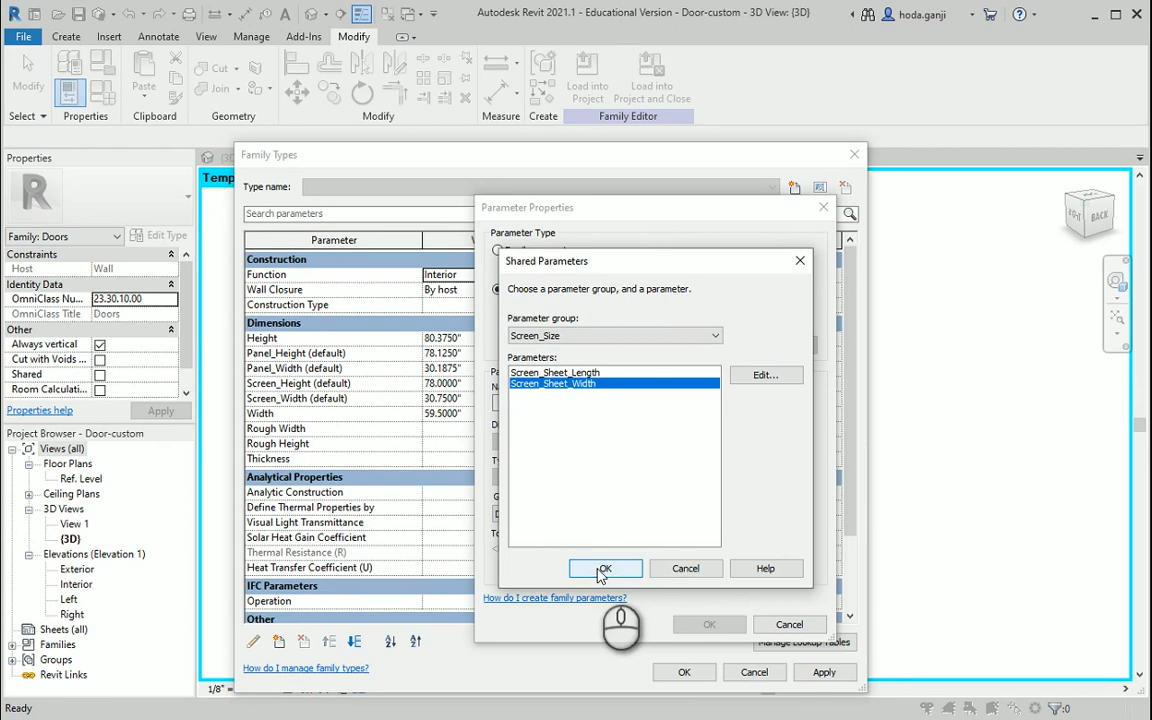 Autodesk Revit 2021.1 - Educational Version - Door-custom - 3D View: {3D}
hoda.ganji
File Create Insert Annotate View Manage Add-Ins Modify
Modify
Paste
Cut
Join
Load into Project
Load into Project and Close
Select Properties Clipboard Geometry Modify Measure Create Family Editor
Properties
Family: Doors
Edit Type
Constraints
Host Wall
Identity Data
OmniClass Nu... 23.30.10.00
OmniClass Title Doors
Other
Always vertical
Cut with Voids ...
Shared
Room Calculati...
Properties help
Apply
Project Browser - Door-custom
Views (all)
Floor Plans
Ref. Level
Ceiling Plans
3D Views
View 1
{3D}
Elevations (Elevation 1)
Exterior
Interior
Left
Right
Sheets (all)
Families
Groups
Revit Links
Ready
Temp
BACK
1/8" =
Family Types
Type name:
Search parameters
Parameter
Construction
Function Interior
Wall Closure By host
Construction Type
Dimensions
Height 80.3750"
Panel_Height (default) 78.1250"
Panel_Width (default) 30.1875"
Screen_Height (default) 78.0000"
Screen_Width (default) 30.7500"
Width 59.5000"
Rough Width
Rough Height
Thickness
Analytical Properties
Analytic Construction
Define Thermal Properties by
Visual Light Transmittance
Solar Heat Gain Coefficient
Thermal Resistance (R)
Heat Transfer Coefficient (U)
IFC Parameters
Operation
Other
Manage Lookup Tables
How do I manage family types?
OK Cancel Apply
Parameter Properties
Parameter Type
How do I create family parameters?
OK Cancel
Shared Parameters
Choose a parameter group, and a parameter.
Parameter group:
Screen_Size
Parameters:
Screen_Sheet_Length
Screen_Sheet_Width
Edit...
OK Cancel Help
:0